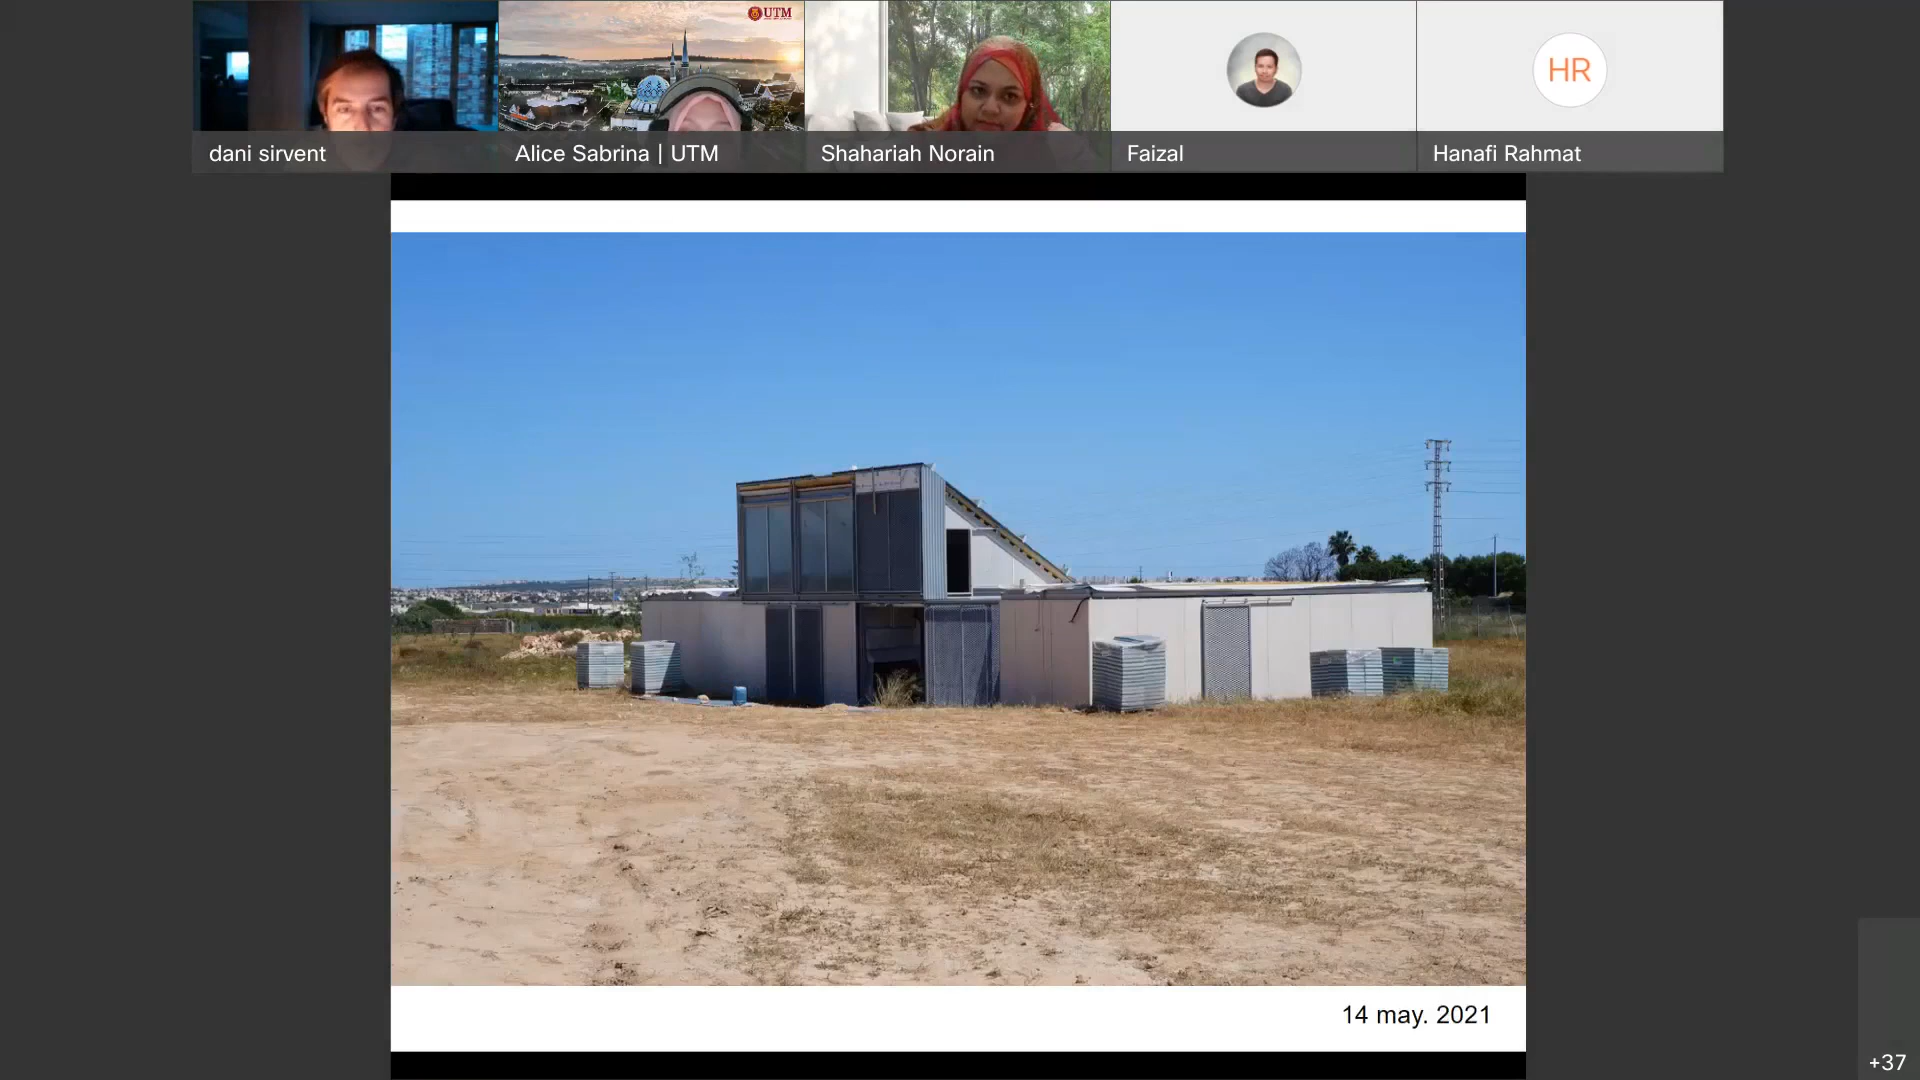 UTM
dani sirvent
Alice Sabrina | UTM
Shahariah Norain
Faizal
HR
Hanafi Rahmat
14 may. 2021
+37